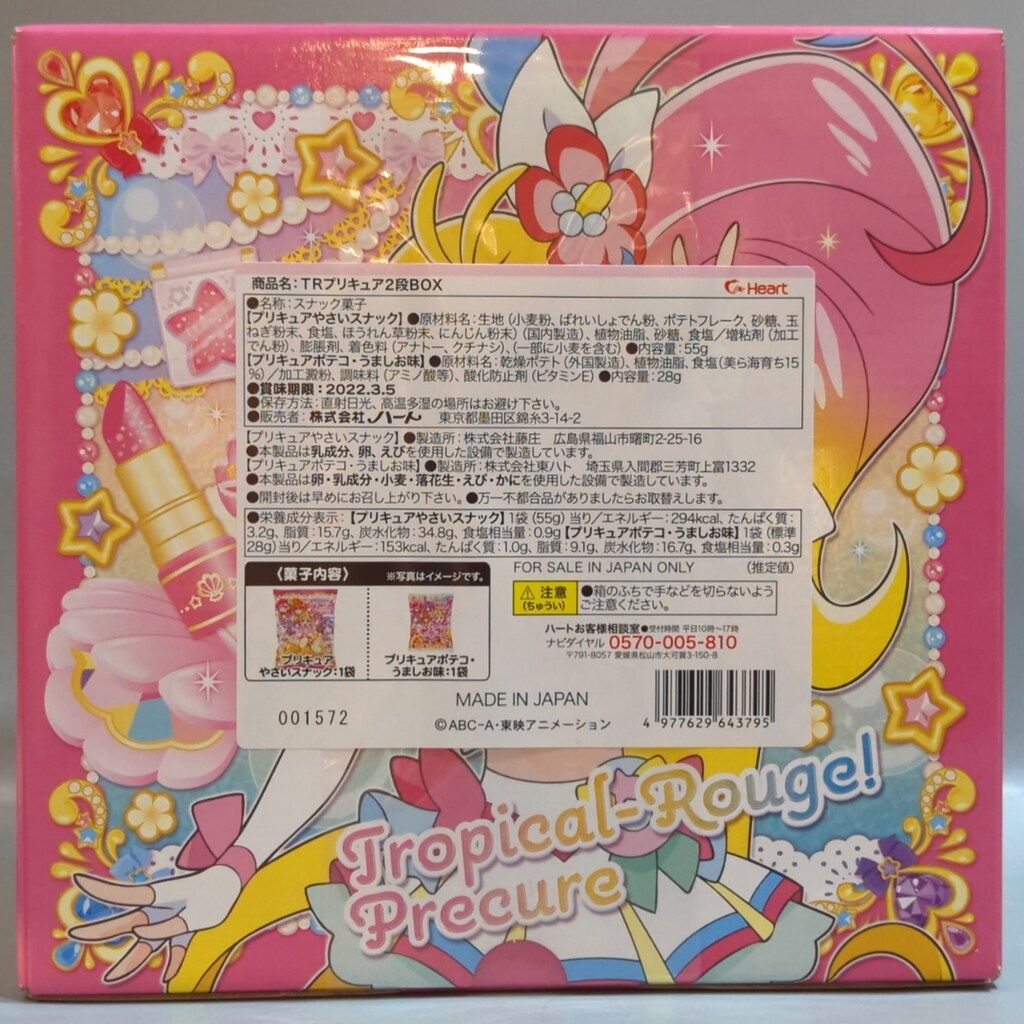 商品名:TRプリキュア2段BOX
Heart
●名称:スナック菓子
【プリキュアやさいスナック】●原材料名:生地(小麦粉、ばれいしょでん粉、ポテトフレーク、砂糖、玉
ねぎ粉末、食塩、ほうれん草粉末、にんじん粉末)(国内製造)、植物油脂、砂糖、食塩/増粘剤(加工
でん粉)、膨脹剤、着色料(アナトー、クチナシ)、(一部に小麦を含む)●内容量:55g
【プリキュアポテコ・うましお味】●原材料名:乾燥ポテト(外国製造)、植物油脂、食塩(美ら海育ち15
%)/加工澱粉、調味料(アミノ酸等)、酸化防止剤(ビタミンE)●内容量:28g
●賞味期限:2022.3.5
●保存方法:直射日光、高温多湿の場所はお避け下さい。
●販売者:株式会社ハート 東京都墨田区錦糸3-14-2
【プリキュアやさいスナック】●製造所:株式会社藤庄 広島県福山市曙町2-25-16
●本製品は乳成分、卵、えびを使用した設備で製造しています。
【プリキュアポテコ・うましお味】●製造所:株式会社東ハト 埼玉県入間郡三芳町上富1332
●本製品は卵・乳成分・小麦・落花生・えび・かにを使用した設備で製造しています。
●開封後は早めにお召し上がり下さい。●万一不都合品がありましたらお取替えします。
●栄養成分表示:【プリキュアやさいスナック】1袋(55g)当り/エネルギー:294kcal、たんぱく質:
3.2g、脂質:15.7g、炭水化物:34.8g、食塩相当量:0.9g【プリキュアポテコ・うましお味】1袋(標準
28g)当り/エネルギー:153kcal、たんぱく質:1.0g、脂質:9.1g、炭水化物:16.7g、食塩相当量:0.3g
(推定値)
〈菓子内容〉 ※写真はイメージです。
プリキュア
やさいスナック:1袋
プリキュアポテコ・
うましお味:1袋
FOR SALE IN JAPAN ONLY
注意
(ちゅうい)
●箱のふちで手などを切らないよう
ご注意ください。
ハートお客様相談室●受付時間 平日10時〜17時
ナビダイヤル 0570-005-810
〒791-8057 愛媛県松山市大可賀3-150-8
001572
MADE IN JAPAN
©ABC-A・東映アニメーション
4 977629 643795
Tropical-Rouge!
Precure